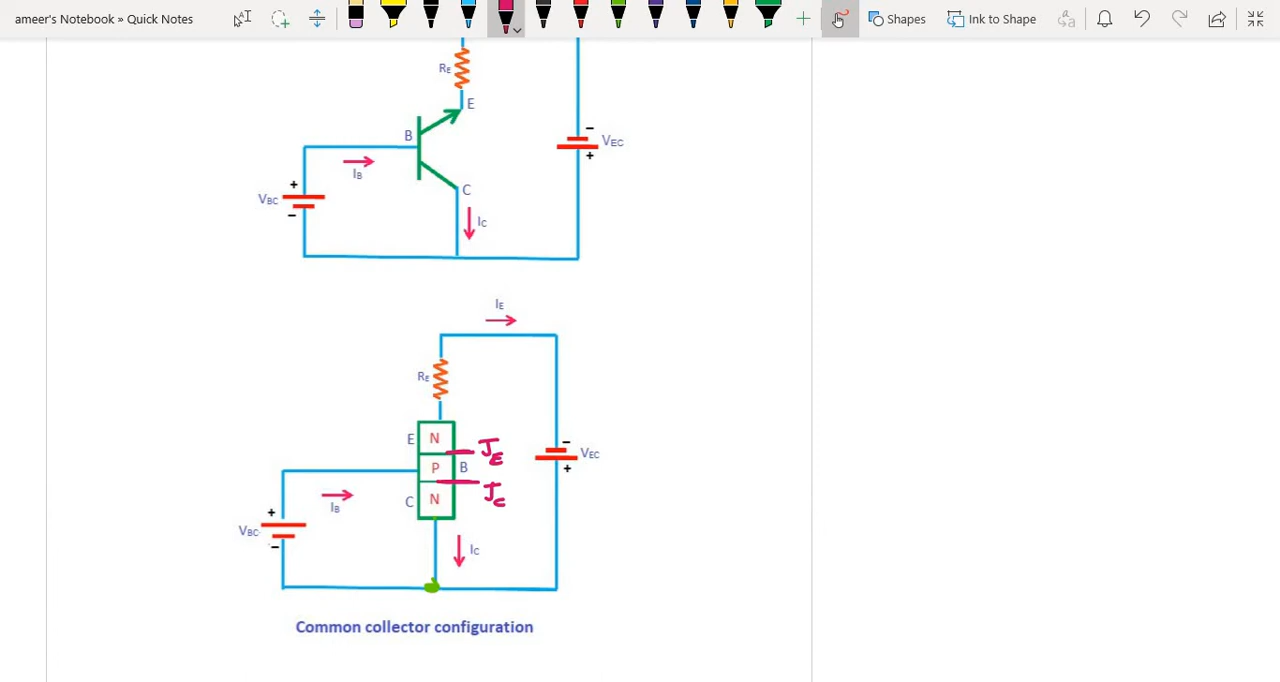 ameer's Notebook » Quick Notes
Shapes
Ink to Shape
RE
E
B
-
VEC
+
IB
+
VBC
-
C
IC
IE
RE
E N
JE
-
VEC
+
P B
C N
JC
IB
+
VBC
-
IC
Common collector configuration